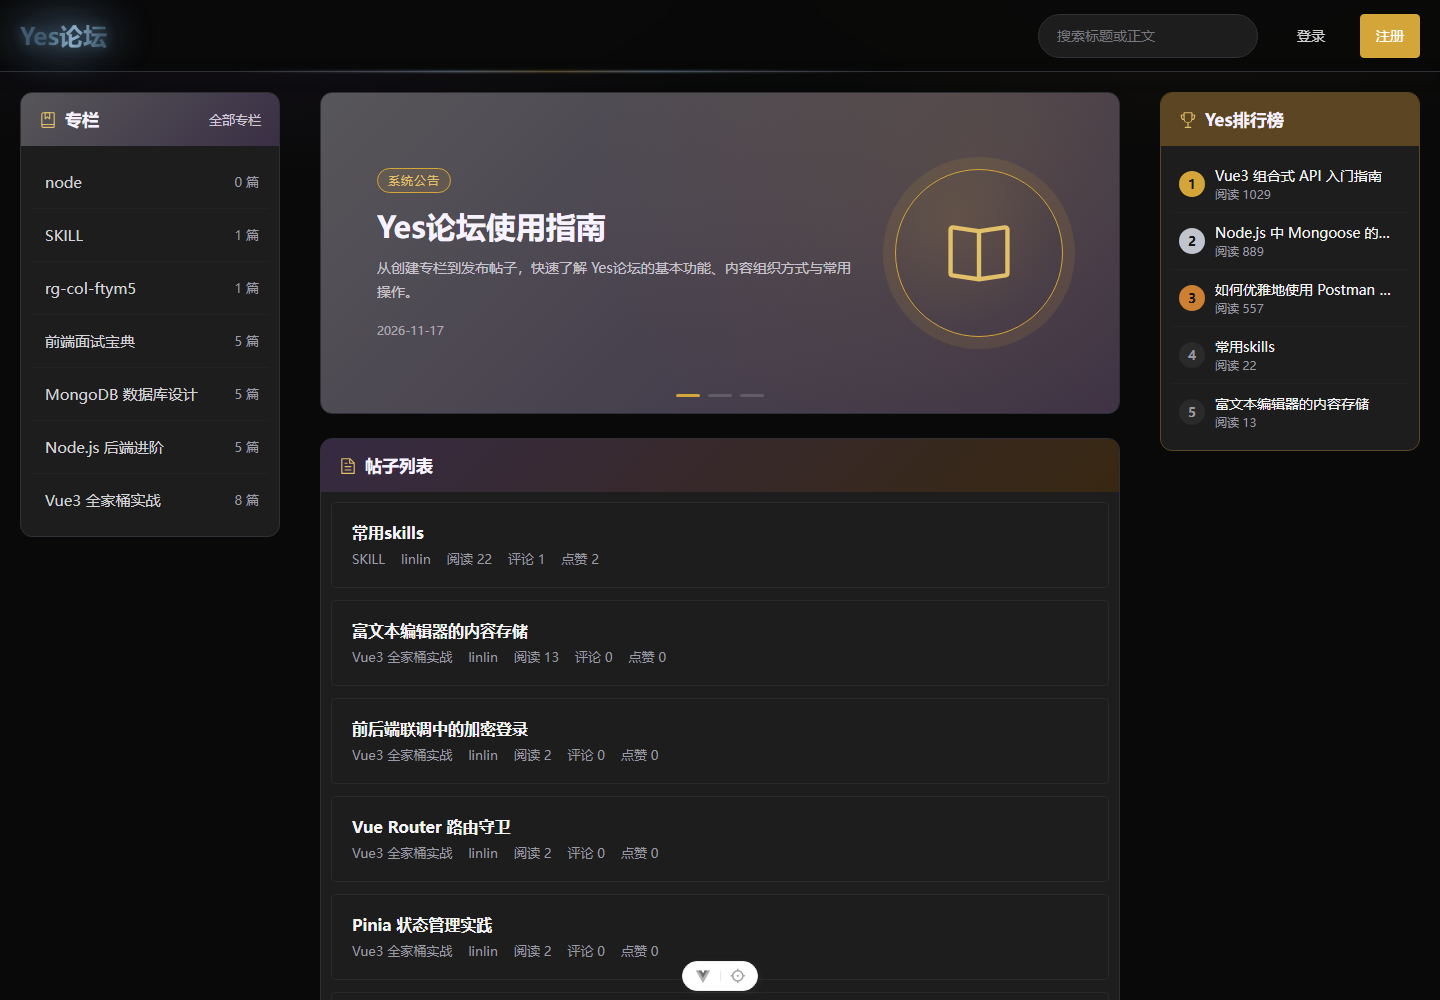 Yes论坛
搜索标题或正文
登录
注册
专栏
全部专栏
node
0 篇
SKILL
1 篇
rg-col-ftym5
1 篇
前端面试宝典
5 篇
MongoDB 数据库设计
5 篇
Node.js 后端进阶
5 篇
Vue3 全家桶实战
8 篇
系统公告
Yes论坛使用指南
从创建专栏到发布帖子，快速了解 Yes论坛的基本功能、内容组织方式与常用
操作。
2026-11-17
帖子列表
常用skills
SKILL linlin 阅读 22 评论 1 点赞 2
富文本编辑器的内容存储
Vue3 全家桶实战 linlin 阅读 13 评论 0 点赞 0
前后端联调中的加密登录
Vue3 全家桶实战 linlin 阅读 2 评论 0 点赞 0
Vue Router 路由守卫
Vue3 全家桶实战 linlin 阅读 2 评论 0 点赞 0
Pinia 状态管理实践
Vue3 全家桶实战 linlin 阅读 2 评论 0 点赞 0
Yes排行榜
1
Vue3 组合式 API 入门指南
阅读 1029
2
Node.js 中 Mongoose 的...
阅读 889
3
如何优雅地使用 Postman ...
阅读 557
4
常用skills
阅读 22
5
富文本编辑器的内容存储
阅读 13